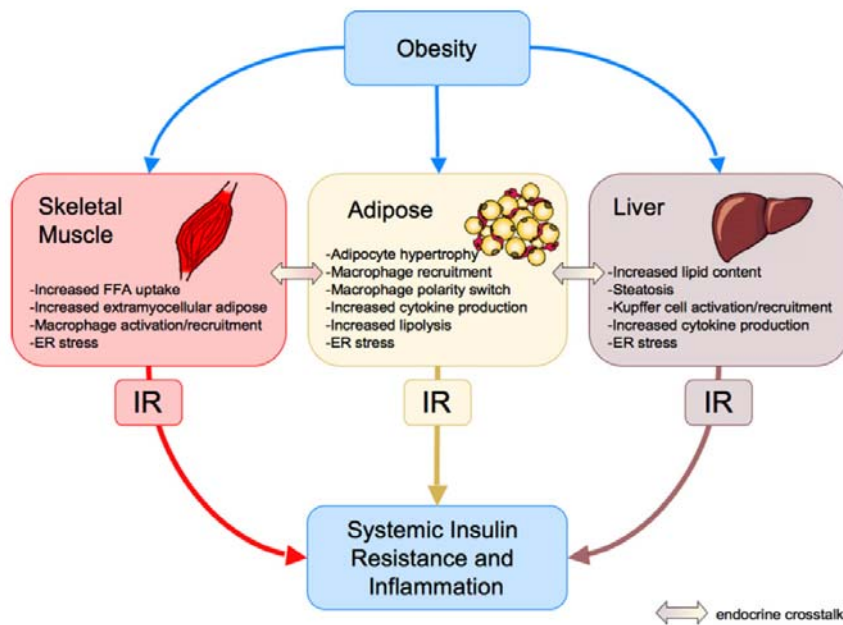 Obesity
Skeletal
Muscle
-Increased FFA uptake
-Increased extramyocellular adipose
-Macrophage activation/recruitment
-ER stress
Adipose
-Adipocyte hypertrophy
-Macrophage recruitment
-Macrophage polarity switch
-Increased cytokine production
-Increased lipolysis
-ER stress
Liver
-Increased lipid content
-Steatosis
-Kupffer cell activation/recruitment
-Increased cytokine production
-ER stress
IR
IR
IR
Systemic Insulin
Resistance and
Inflammation
endocrine crosstalk